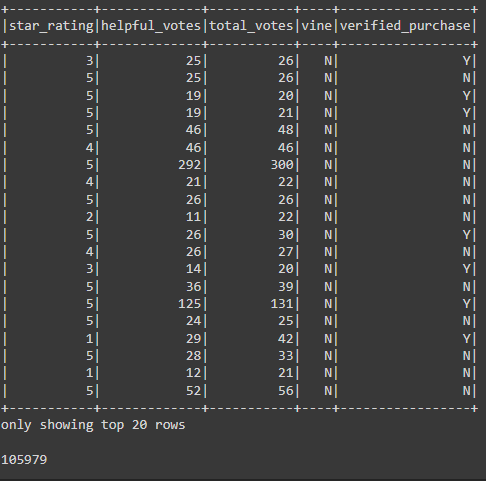 +-----------+-------------+-----------+----+-----------------+
|star_rating|helpful_votes|total_votes|vine|verified_purchase|
+-----------+-------------+-----------+----+-----------------+
|          3|           25|         26|   N|                Y|
|          5|           25|         26|   N|                N|
|          5|           19|         20|   N|                Y|
|          5|           19|         21|   N|                Y|
|          5|           46|         48|   N|                N|
|          4|           46|         46|   N|                N|
|          5|          292|        300|   N|                N|
|          4|           21|         22|   N|                N|
|          5|           26|         26|   N|                N|
|          2|           11|         22|   N|                N|
|          5|           26|         30|   N|                Y|
|          4|           26|         27|   N|                N|
|          3|           14|         20|   N|                Y|
|          5|           36|         39|   N|                N|
|          5|          125|        131|   N|                Y|
|          5|           24|         25|   N|                N|
|          1|           29|         42|   N|                Y|
|          5|           28|         33|   N|                N|
|          1|           12|         21|   N|                N|
|          5|           52|         56|   N|                N|
+-----------+-------------+-----------+----+-----------------+
only showing top 20 rows
105979